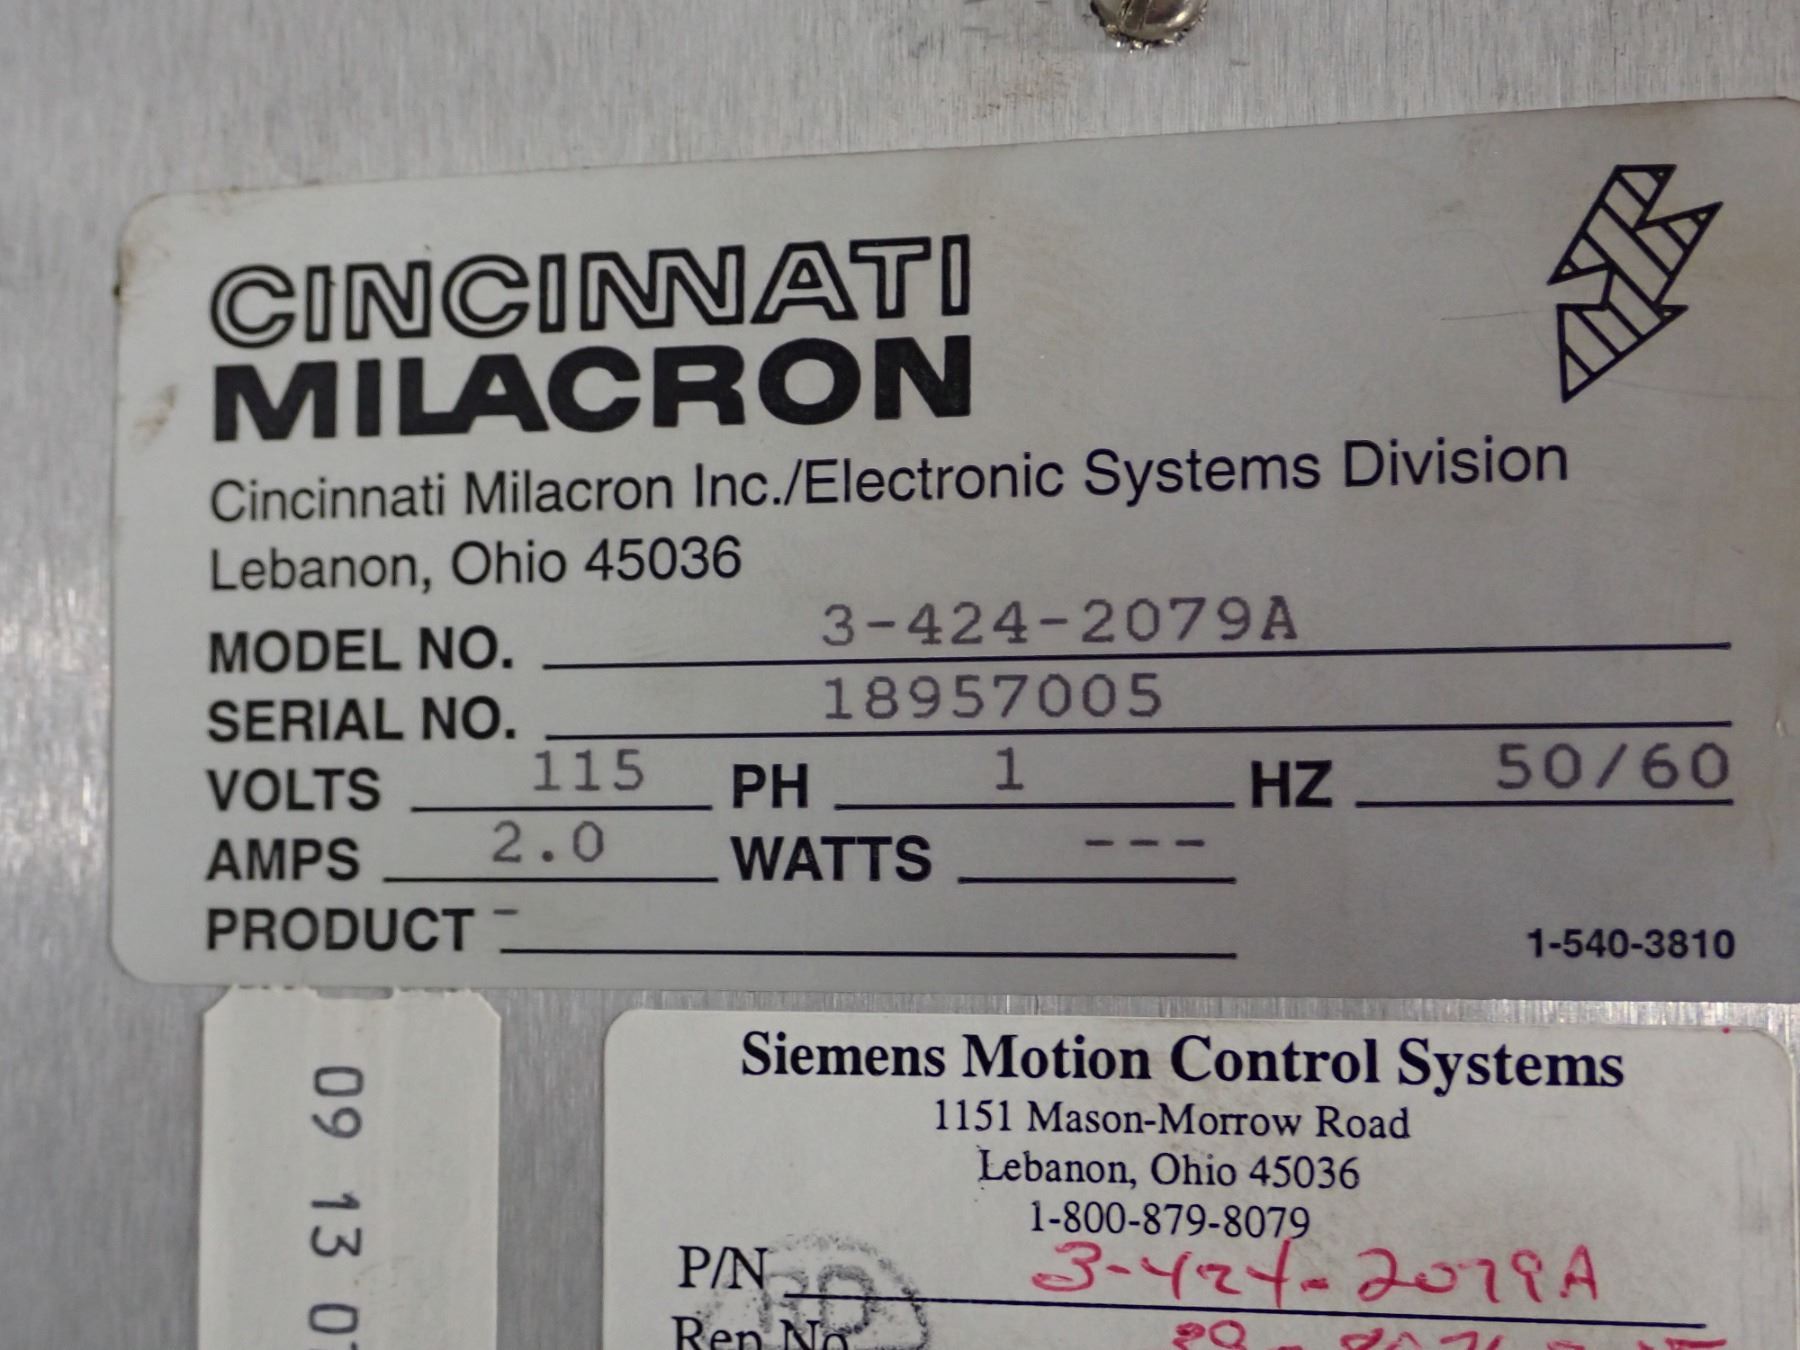 CINCINNATI
MILACRON
Cincinnati Milacron Inc./Electronic Systems Division
Lebanon, Ohio 45036
MODEL NO. 3-424-2079A
SERIAL NO. 18957005
VOLTS 115 PH 1 HZ 50/60
AMPS 2.0 WATTS ---
PRODUCT -
1-540-3810
09 13
Siemens Motion Control Systems
1151 Mason-Morrow Road
Lebanon, Ohio 45036
1-800-879-8079
P/N 3-424-2079A
Rep No